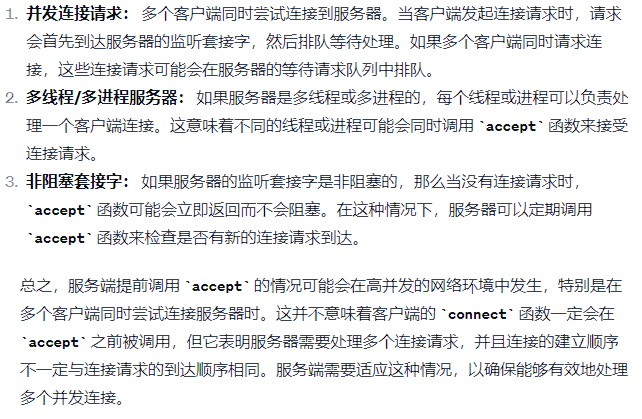 1. 并发连接请求： 多个客户端同时尝试连接到服务器。当客户端发起连接请求时，请求
会首先到达服务器的监听套接字，然后排队等待处理。如果多个客户端同时请求连
接，这些连接请求可能会在服务器的等待请求队列中排队。
2. 多线程/多进程服务器： 如果服务器是多线程或多进程的，每个线程或进程可以负责处
理一个客户端连接。这意味着不同的线程或进程可能会同时调用 `accept` 函数来接受
连接请求。
3. 非阻塞套接字： 如果服务器的监听套接字是非阻塞的，那么当没有连接请求时，
`accept` 函数可能会立即返回而不会阻塞。在这种情况下，服务器可以定期调用
`accept` 函数来检查是否有新的连接请求到达。
总之，服务端提前调用 `accept` 的情况可能会在高并发的网络环境中发生，特别是在
多个客户端同时尝试连接服务器时。这并不意味着客户端的 `connect` 函数一定会在
`accept` 之前被调用，但它表明服务器需要处理多个连接请求，并且连接的建立顺序
不一定与连接请求的到达顺序相同。服务端需要适应这种情况，以确保能够有效地处理
多个并发连接。